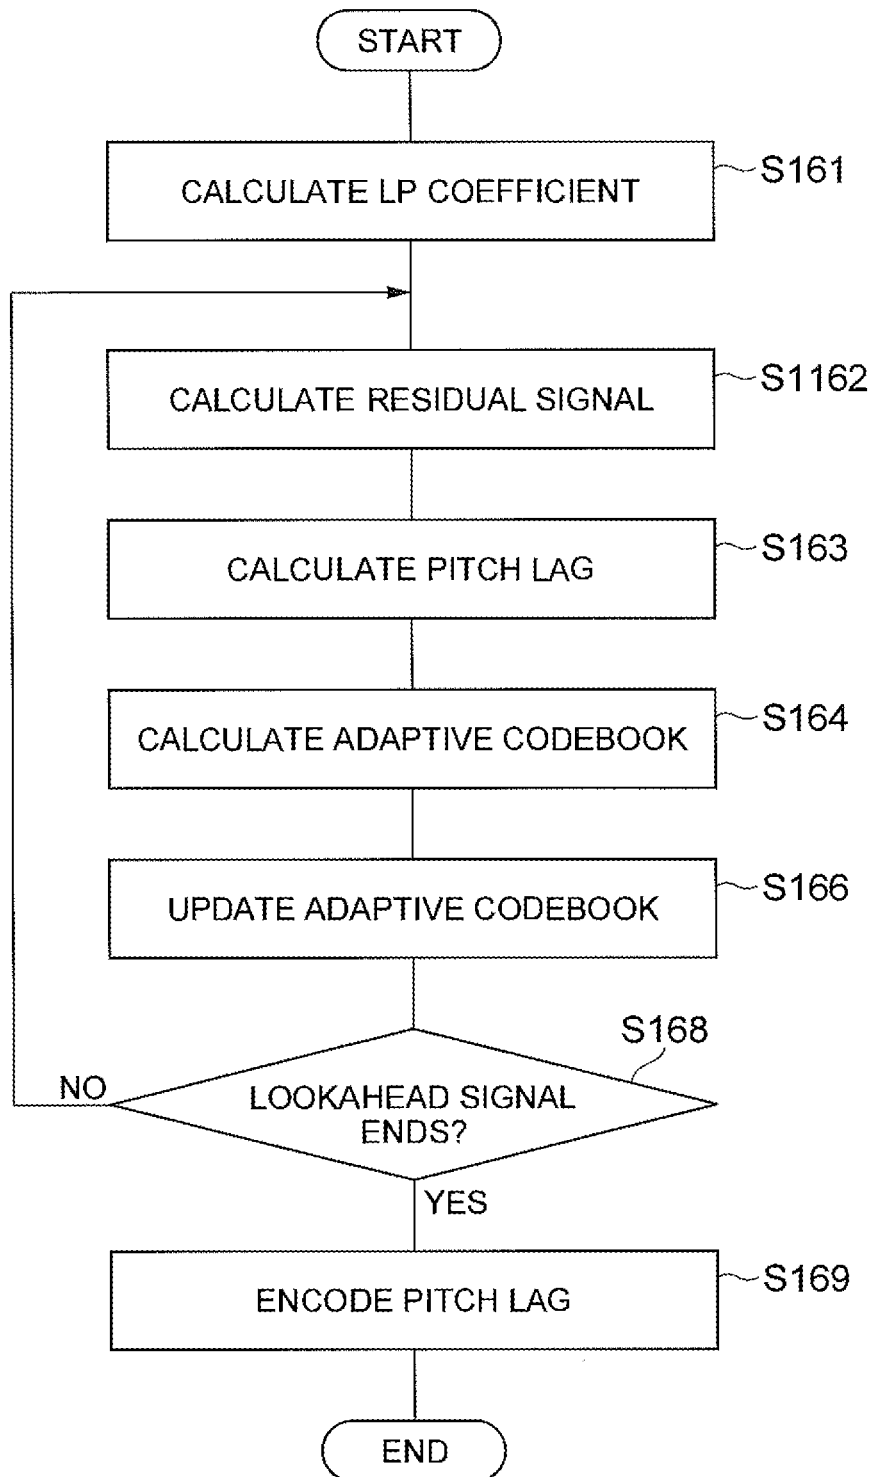 START
CALCULATE LP COEFFICIENT
S161
CALCULATE RESIDUAL SIGNAL
S1162
CALCULATE PITCH LAG
S163
CALCULATE ADAPTIVE CODEBOOK
S164
UPDATE ADAPTIVE CODEBOOK
S166
S168
NO
LOOKAHEAD SIGNAL
ENDS?
YES
ENCODE PITCH LAG
S169
END